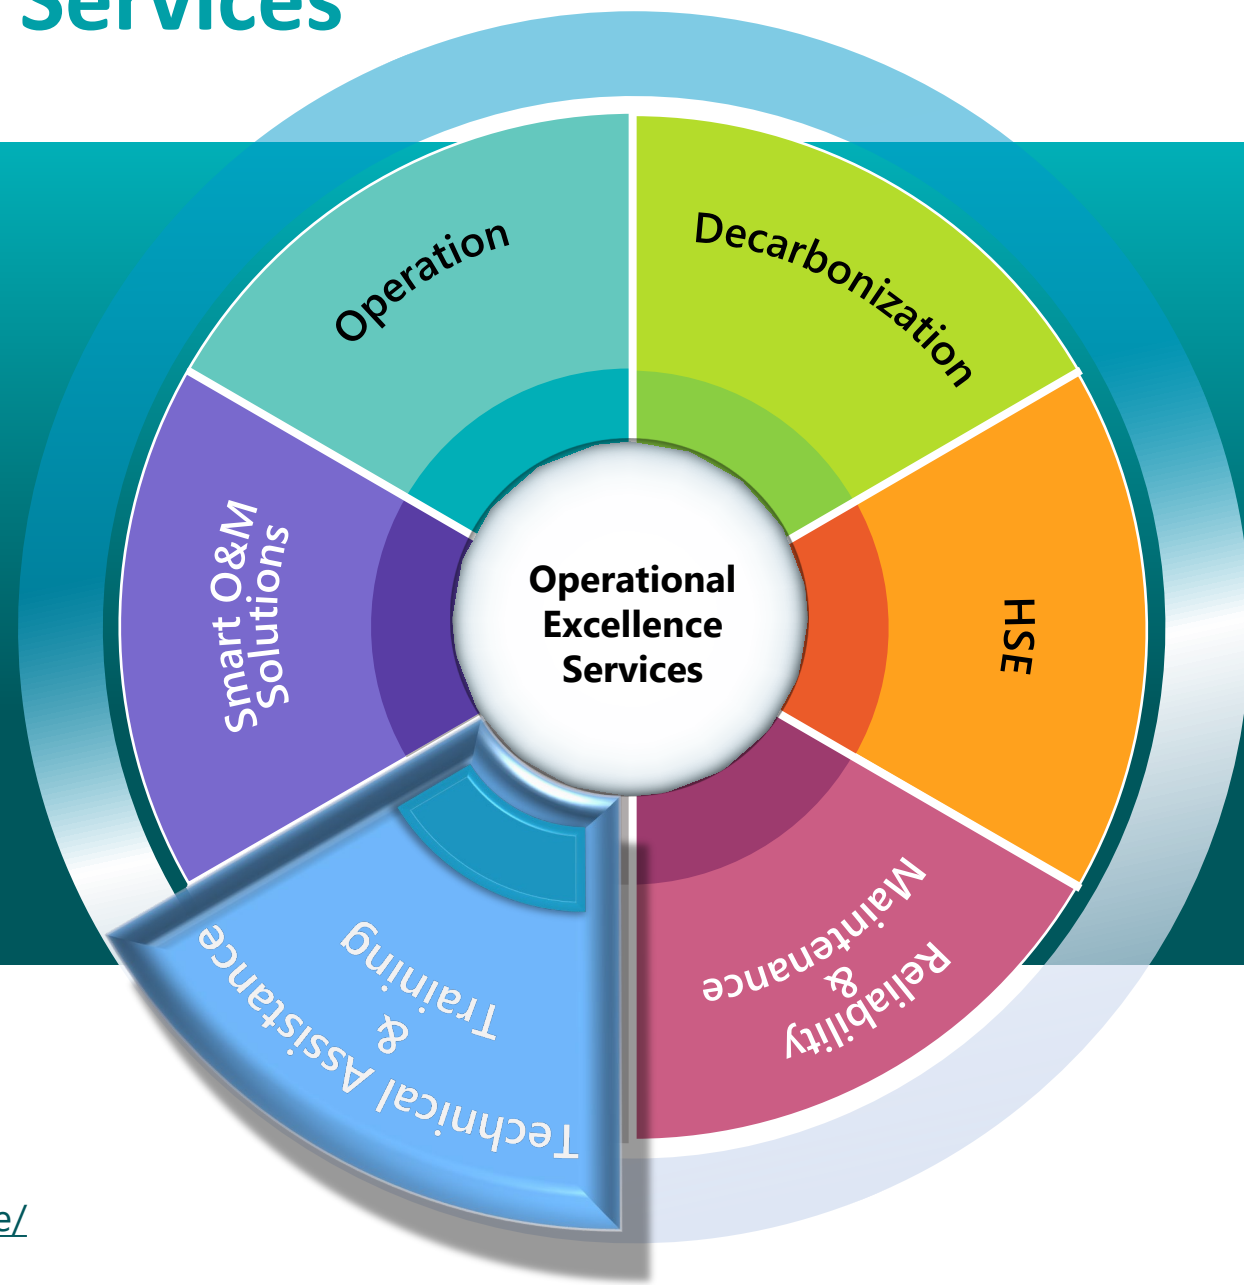 Services
Operation
Decarbonization
HSE
Reliability
&
Maintenance
Technical Assistance
&
Training
Smart O&M
Solutions
Operational
Excellence
Services
e/